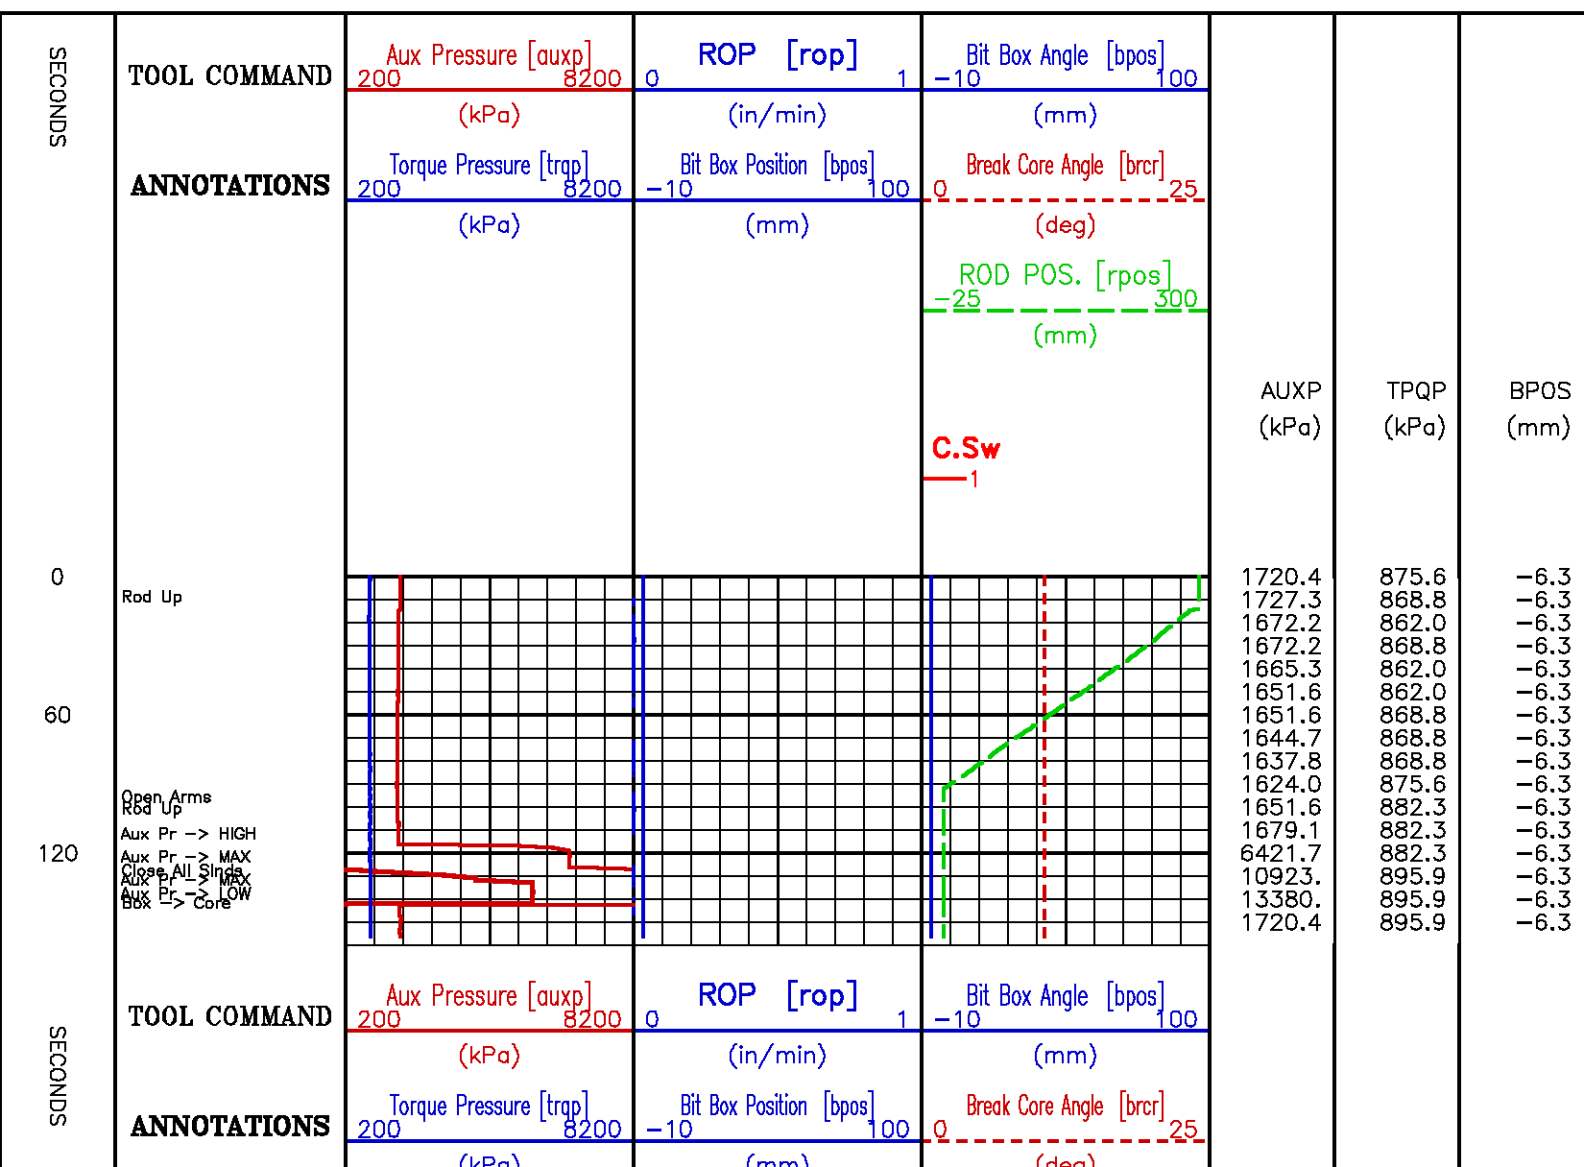 SECONDS
TOOL COMMAND
ANNOTATIONS
Aux Pressure [auxp]
200 8200
(kPa)
Torque Pressure [trqp]
200 8200
(kPa)
ROP [rop]
0 1
(in/min)
Bit Box Position [bpos]
-10 100
(mm)
Bit Box Angle [bpos]
-10 100
(mm)
Break Core Angle [brcr]
0 25
(deg)
ROD POS. [rpos]
-25 300
(mm)
C.Sw
1
AUXP TPQP BPOS
(kPa) (kPa) (mm)
0
60
120
Rod Up
Open Arms
Rod Up
Aux Pr -> HIGH
Aux Pr -> MAX
Close All Slnds
Aux Pr -> MAX
Aux Pr -> LOW
Box -> Core
1720.4 875.6 -6.3
1727.3 868.8 -6.3
1672.2 862.0 -6.3
1672.2 868.8 -6.3
1665.3 862.0 -6.3
1651.6 862.0 -6.3
1651.6 868.8 -6.3
1644.7 868.8 -6.3
1637.8 868.8 -6.3
1624.0 875.6 -6.3
1651.6 882.3 -6.3
1679.1 882.3 -6.3
6421.7 882.3 -6.3
10923. 895.9 -6.3
13380. 895.9 -6.3
1720.4 895.9 -6.3
SECONDS
TOOL COMMAND
ANNOTATIONS
Aux Pressure [auxp]
200 8200
(kPa)
Torque Pressure [trqp]
200 8200
(kPa)
ROP [rop]
0 1
(in/min)
Bit Box Position [bpos]
-10 100
(mm)
Bit Box Angle [bpos]
-10 100
(mm)
Break Core Angle [brcr]
0 25
(deg)